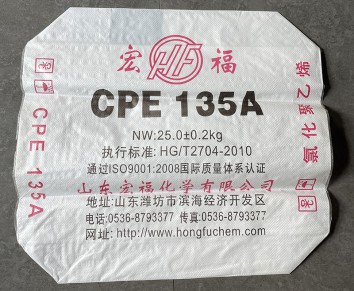 宏 HF 福
CPE 135A
NW:25.0±0.2kg
执行标准: HG/T2704-2010
通过ISO9001:2008国际质量体系认证
山东宏福化学有限公司
地址:山东潍坊市滨海经济开发区
电话:0536-8793377 传真:0536-8793377
网址: http://www.hongfuchem.com
CPE 135A
氯化聚乙烯